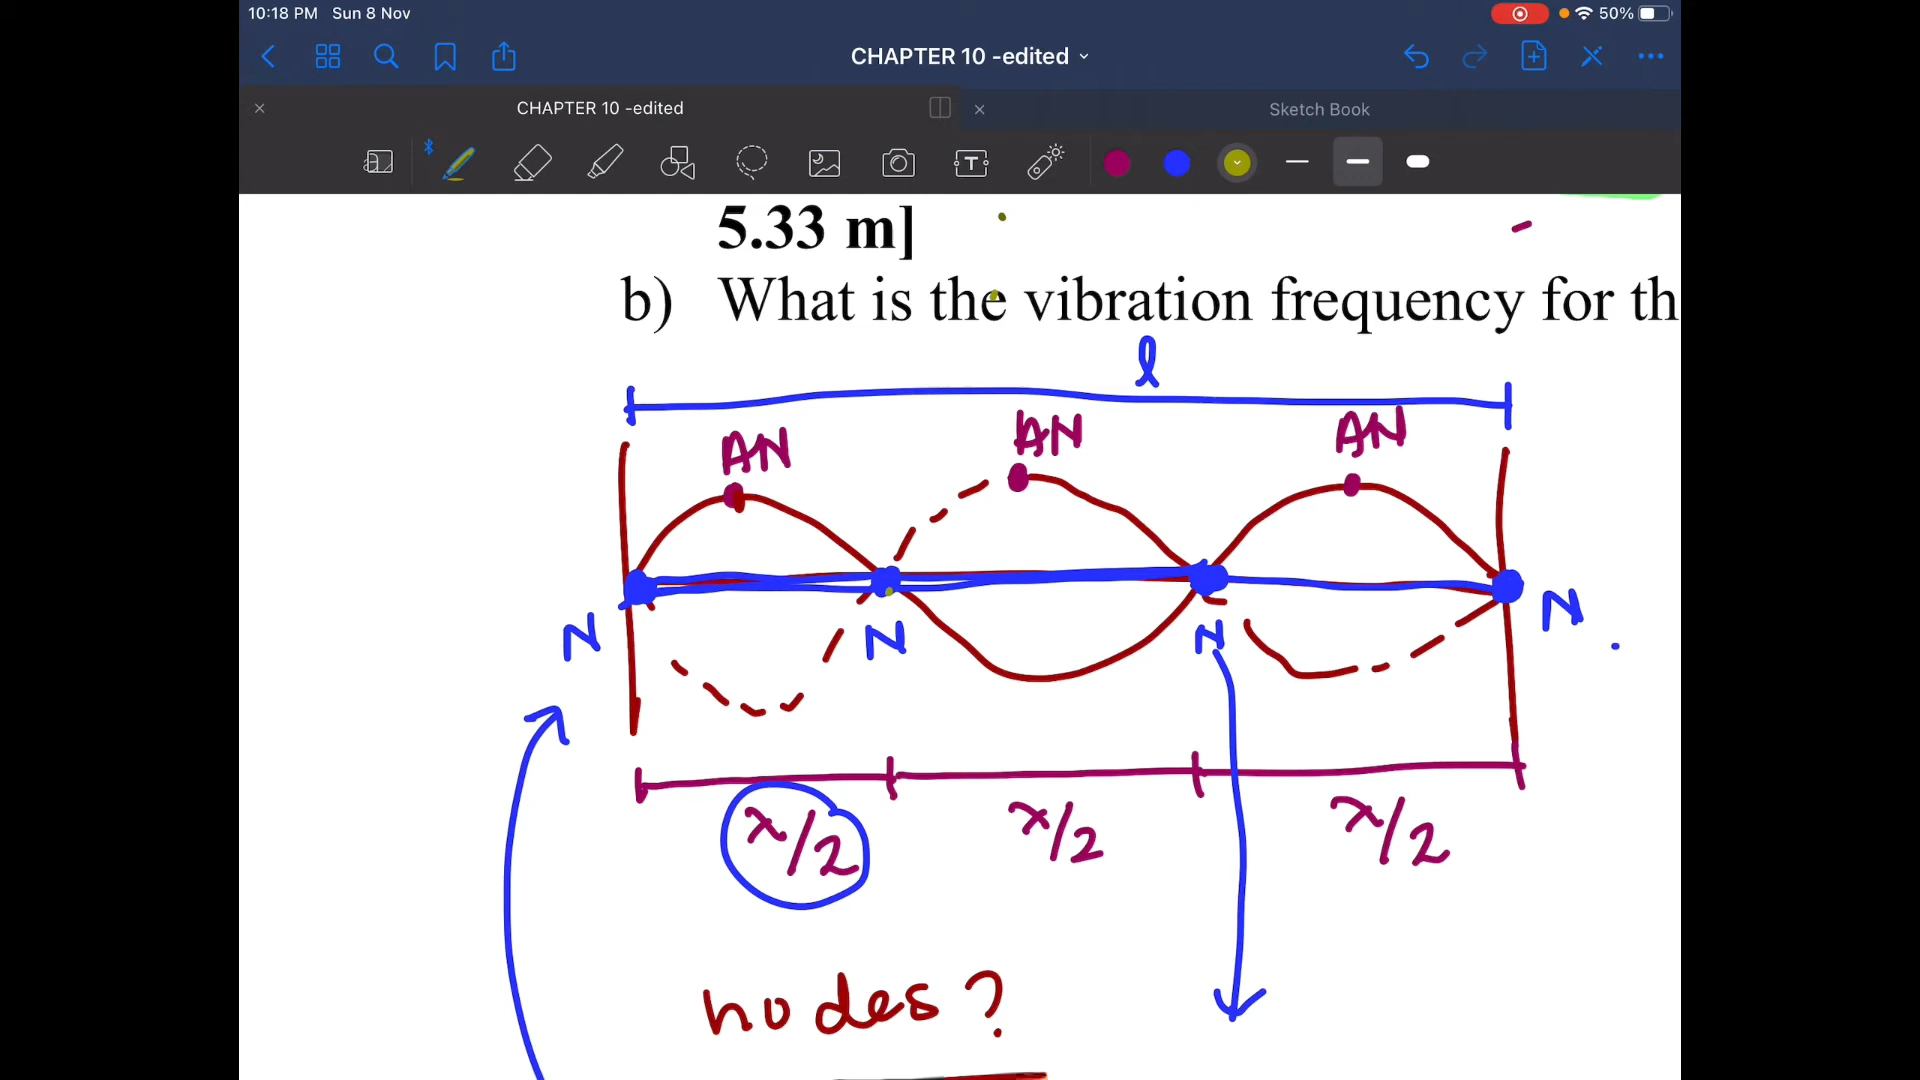 10:18 PM Sun 8 Nov
50%
CHAPTER 10 -edited
CHAPTER 10 -edited
Sketch Book
5.33 m]
b) What is the vibration frequency for th
l
AN AN AN
N N N N
λ/2 λ/2 λ/2
nodes?